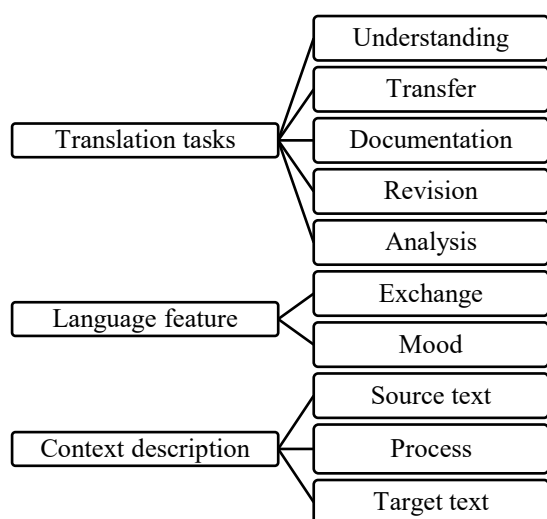 Translation tasks
Understanding
Transfer
Documentation
Revision
Analysis
Language feature
Exchange
Mood
Context description
Source text
Process
Target text